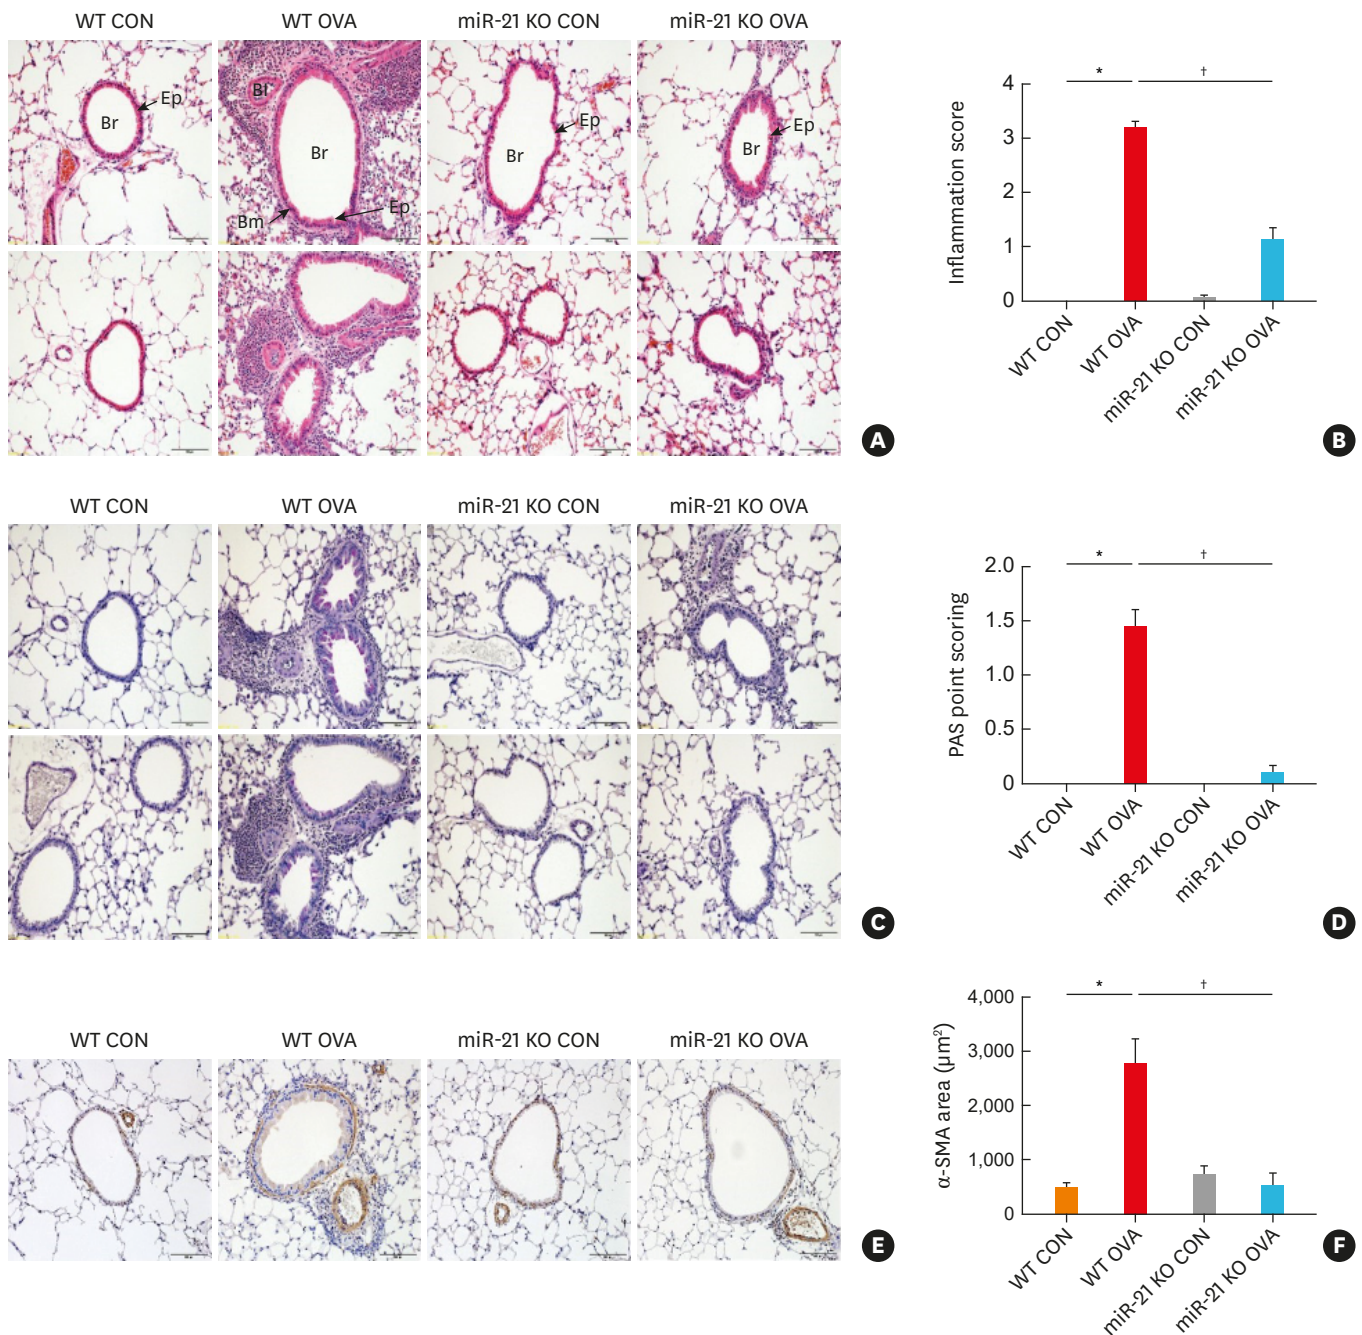 WT CON WT OVA miR-21 KO CON miR-21 KO OVA
Ep
Br
Bl
Br
Bm
Ep
Ep
Br
Ep
Br
A
Inflammation score
4
3
2
1
0
* †
WT CON WT OVA miR-21 KO CON miR-21 KO OVA
B
WT CON WT OVA miR-21 KO CON miR-21 KO OVA
C
PAS point scoring
2.0
1.5
1.0
0.5
0
* †
WT CON WT OVA miR-21 KO CON miR-21 KO OVA
D
WT CON WT OVA miR-21 KO CON miR-21 KO OVA
E
α-SMA area (μm²)
4,000
3,000
2,000
1,000
0
* †
WT CON WT OVA miR-21 KO CON miR-21 KO OVA
F